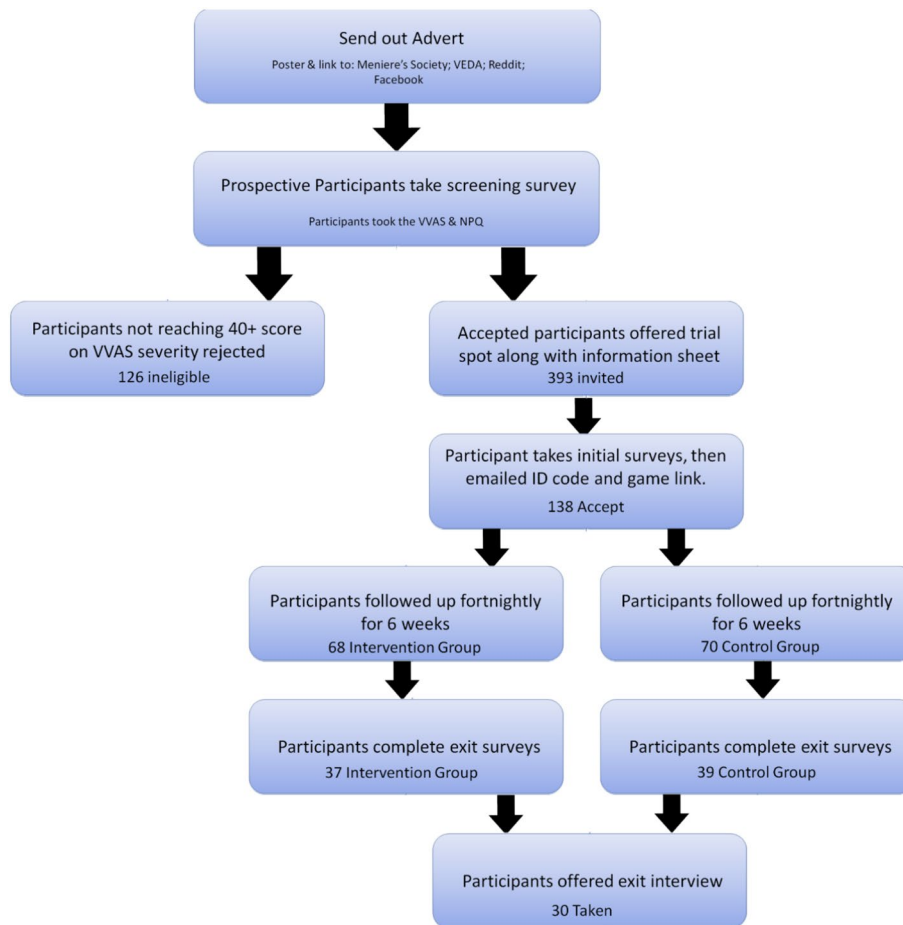 Send out Advert
Poster & link to: Meniere's Society; VEDA; Reddit;
Facebook
Prospective Participants take screening survey
Participants took the VVAS & NPQ
Participants not reaching 40+ score
on VVAS severity rejected
126 ineligible
Accepted participants offered trial
spot along with information sheet
393 invited
Participant takes initial surveys, then
emailed ID code and game link.
138 Accept
Participants followed up fortnightly
for 6 weeks
68 Intervention Group
Participants followed up fortnightly
for 6 weeks
70 Control Group
Participants complete exit surveys
37 Intervention Group
Participants complete exit surveys
39 Control Group
Participants offered exit interview
30 Taken